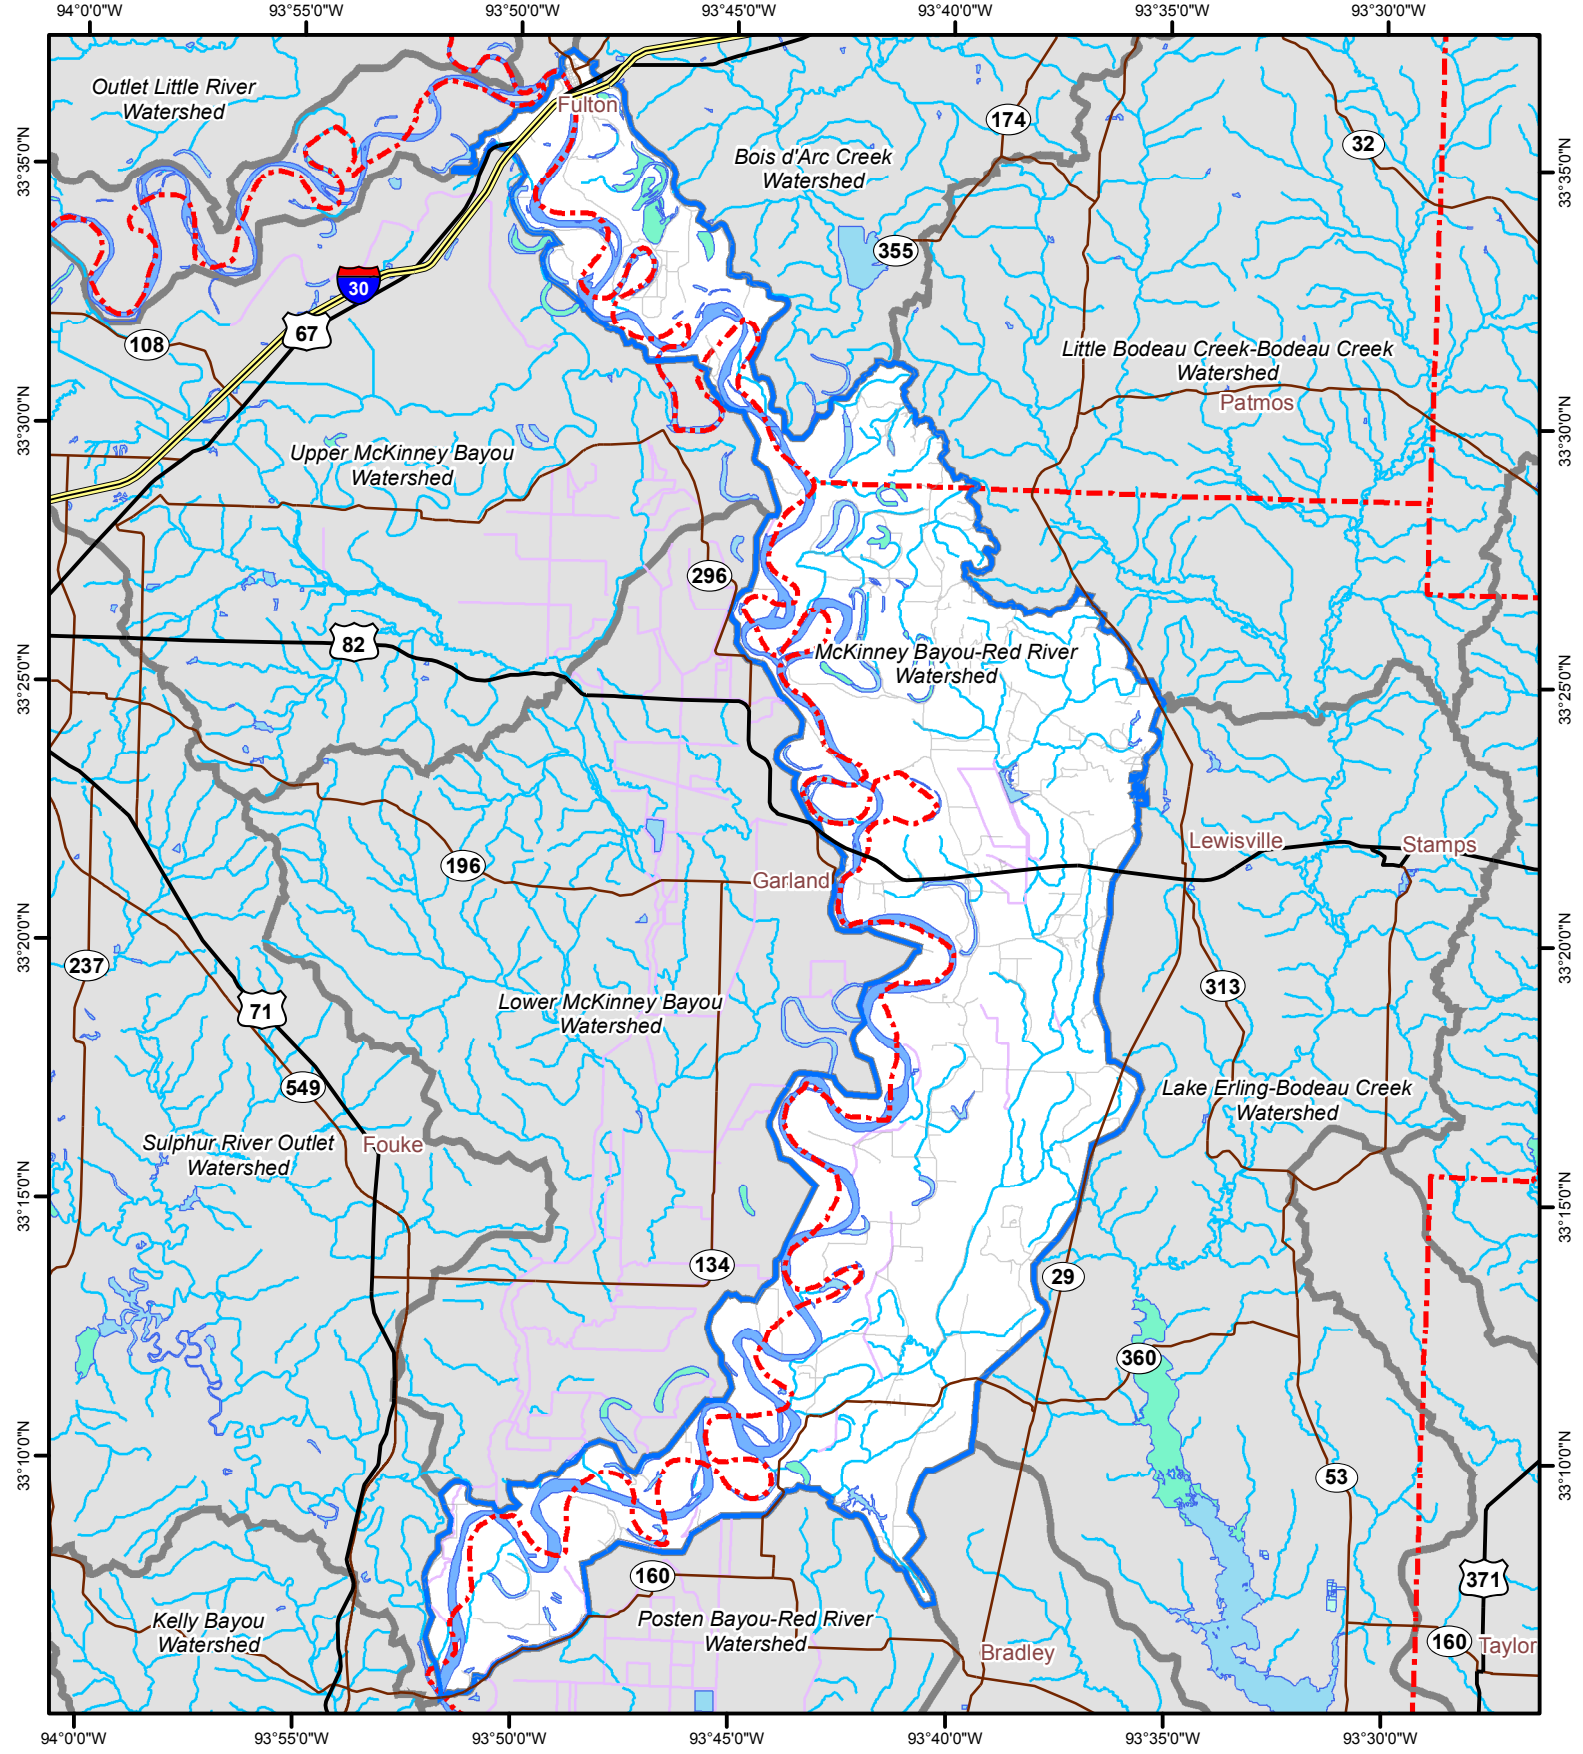 94°0'0"W
93°55'0"W
93°50'0"W
93°45'0"W
93°40'0"W
93°35'0"W
93°30'0"W
Outlet Little River
Watershed
Fulton
174
32
33°35'0"N
33°35'0"N
Bois d'Arc Creek
Watershed
355
30
67
108
Little Bodeau Creek-Bodeau Creek
Watershed
Patmos
33°30'0"N
33°30'0"N
Upper McKinney Bayou
Watershed
296
82
McKinney Bayou-Red River
Watershed
33°25'0"N
33°25'0"N
Lewisville
Stamps
196
Garland
33°20'0"N
33°20'0"N
237
313
71
Lower McKinney Bayou
Watershed
549
Lake Erling-Bodeau Creek
Watershed
Sulphur River Outlet
Watershed
Fouke
33°15'0"N
33°15'0"N
134
29
360
33°10'0"N
33°10'0"N
53
160
371
Kelly Bayou
Watershed
Posten Bayou-Red River
Watershed
Bradley
160
Taylor
94°0'0"W
93°55'0"W
93°50'0"W
93°45'0"W
93°40'0"W
93°35'0"W
93°30'0"W